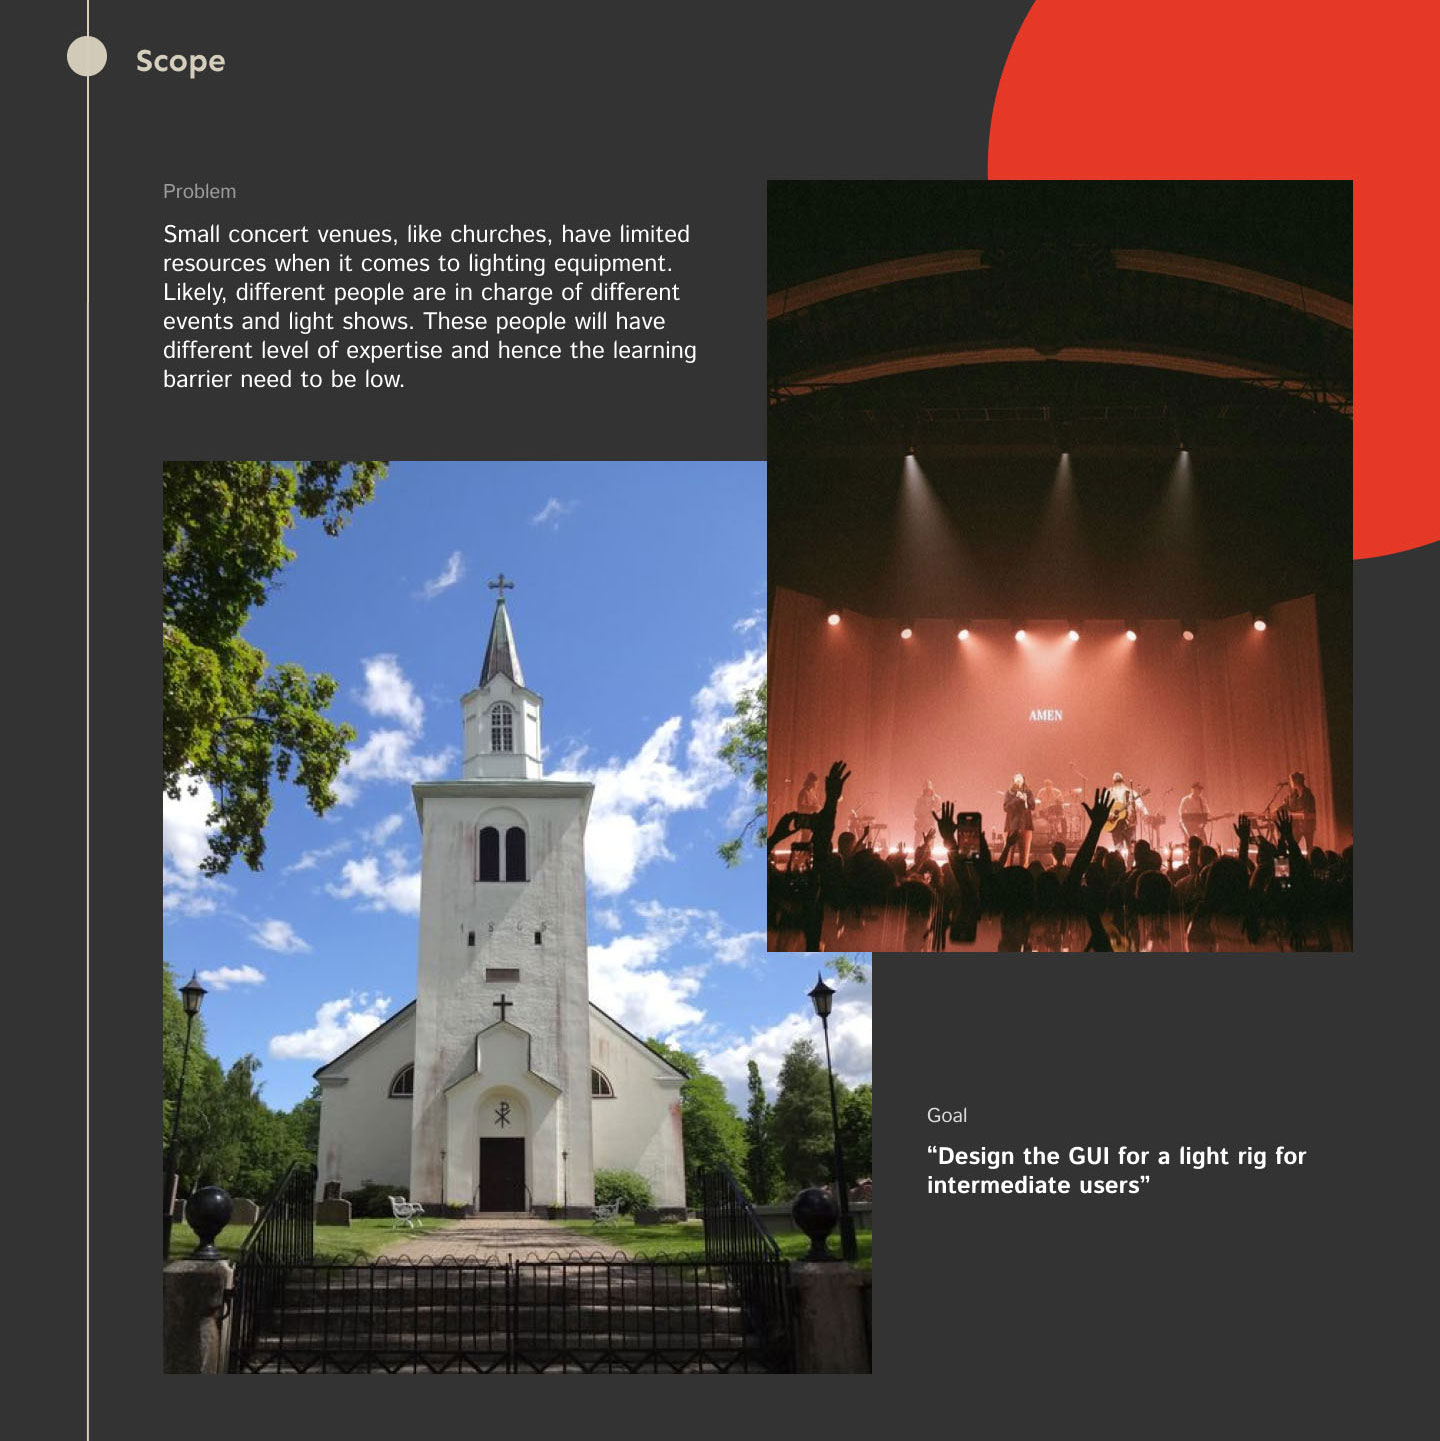 Scope
Problem
Small concert venues, like churches, have limited
resources when it comes to lighting equipment.
Likely, different people are in charge of different
events and light shows. These people will have
different level of expertise and hence the learning
barrier need to be low.
AMEN
Goal
“Design the GUI for a light rig for
intermediate users”